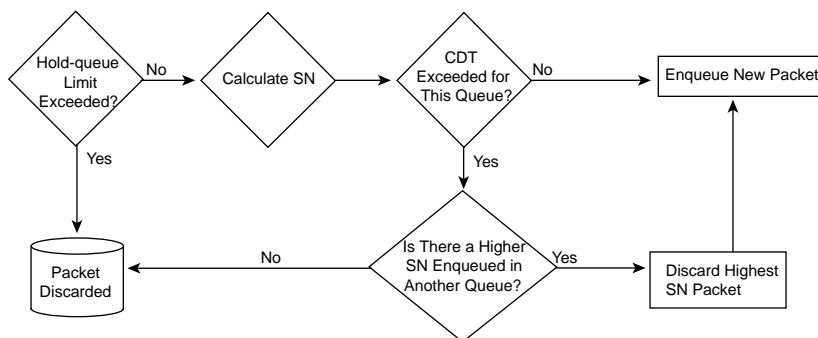 Hold-queue
Limit
Exceeded?
No
Calculate SN
CDT
Exceeded for
This Queue?
No
Enqueue New Packet
Yes
Yes
Packet
Discarded
No
Is There a Higher
SN Enqueued in
Another Queue?
Yes
Discard Highest
SN Packet